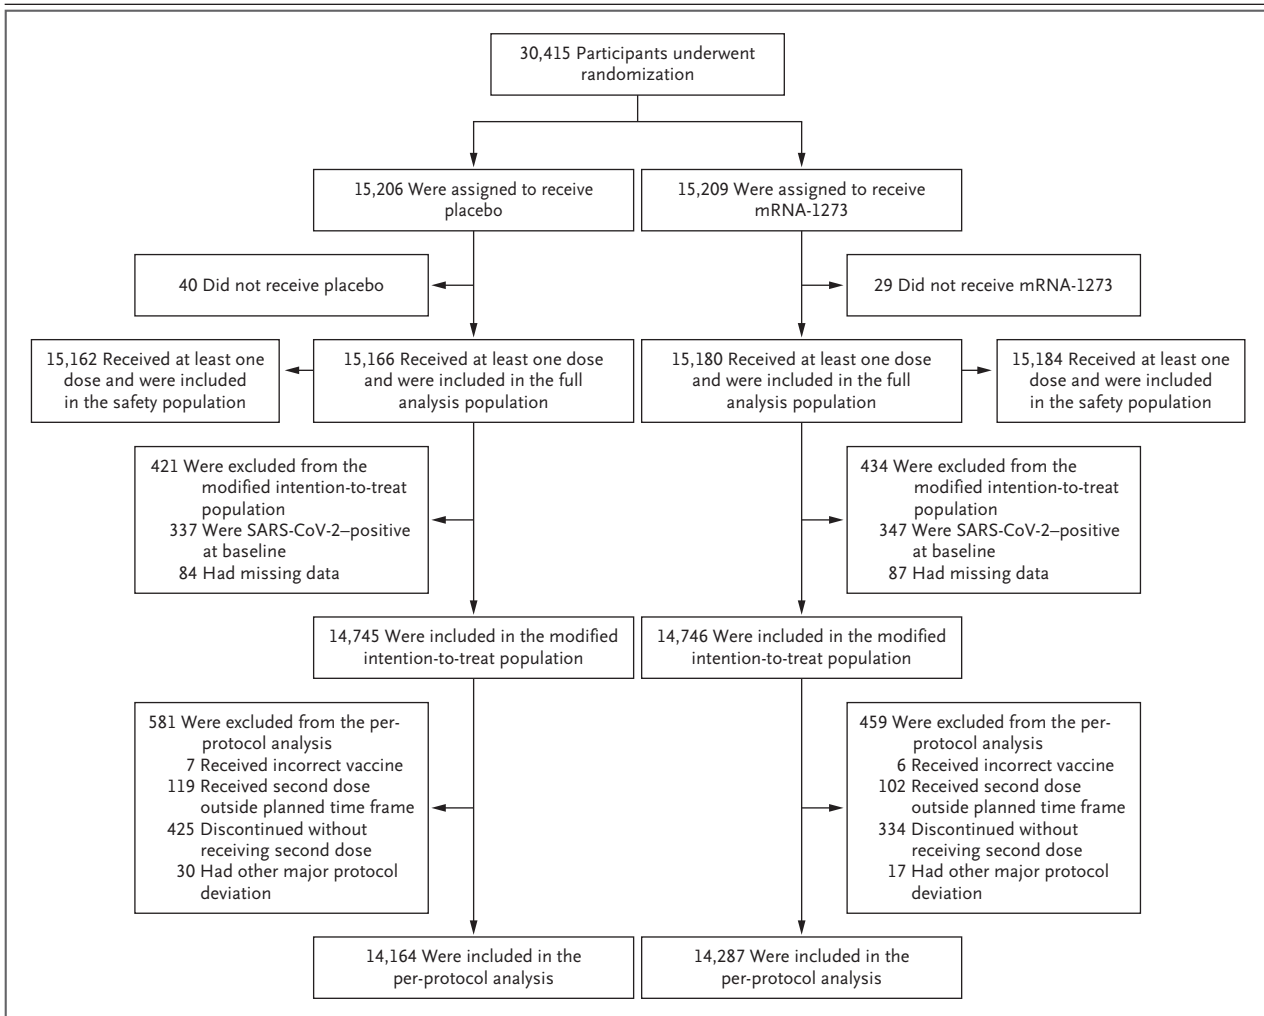 30,415 Participants underwent
randomization
15,206 Were assigned to receive
placebo
15,209 Were assigned to receive
mRNA-1273
40 Did not receive placebo
29 Did not receive mRNA-1273
15,162 Received at least one
dose and were included
in the safety population
15,166 Received at least one dose
and were included in the full
analysis population
15,180 Received at least one dose
and were included in the full
analysis population
15,184 Received at least one
dose and were included
in the safety population
421 Were excluded from the
modified intention-to-treat
population
337 Were SARS-CoV-2–positive
at baseline
84 Had missing data
434 Were excluded from the
modified intention-to-treat
population
347 Were SARS-CoV-2–positive
at baseline
87 Had missing data
14,745 Were included in the modified
intention-to-treat population
14,746 Were included in the modified
intention-to-treat population
581 Were excluded from the per-
protocol analysis
7 Received incorrect vaccine
119 Received second dose
outside planned time frame
425 Discontinued without
receiving second dose
30 Had other major protocol
deviation
459 Were excluded from the per-
protocol analysis
6 Received incorrect vaccine
102 Received second dose
outside planned time frame
334 Discontinued without
receiving second dose
17 Had other major protocol
deviation
14,164 Were included in the
per-protocol analysis
14,287 Were included in the
per-protocol analysis